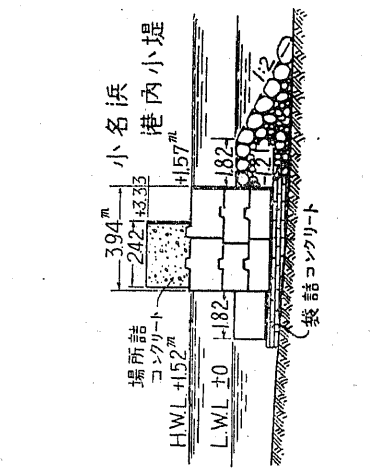 小名浜
港内小堤
3.94m
2.42
+3.33
+1.57m
場所詰
コンクリート
H.W.L +1.52m
L.W.L ±0
+1.82
1.82
1.21
1:2
袋詰コンクリート